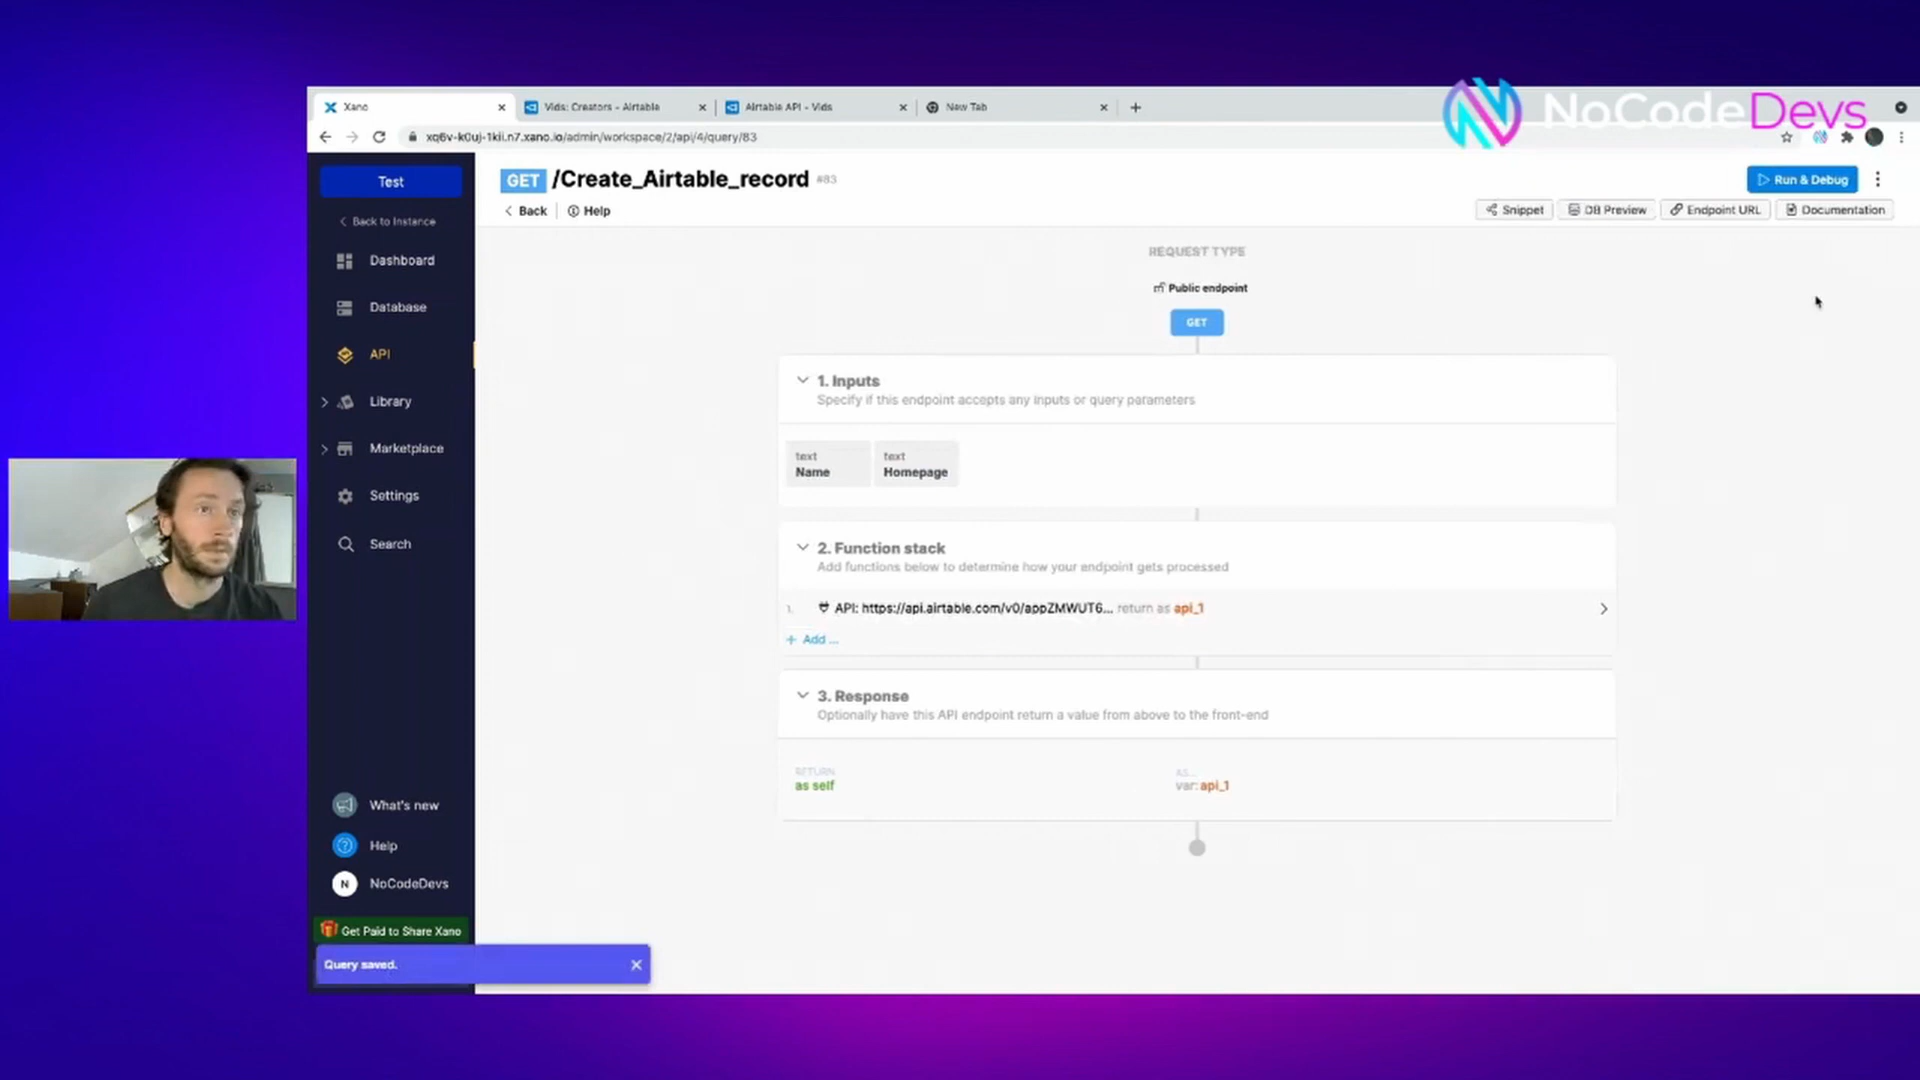 NoCodeDevs
Xano
Vids: Creators - Airtable
Airtable API - Vids
New Tab
xq6v-k0uj-1kii.n7.xano.io/admin/workspace/2/api/4/query/83
Test
Back to Instance
Dashboard
Database
API
Library
Marketplace
Settings
Search
What's new
Help
N NoCodeDevs
Get Paid to Share Xano
Query saved.
GET /Create_Airtable_record #83
Run & Debug
Back
Help
Snippet
DB Preview
Endpoint URL
Documentation
REQUEST TYPE
Public endpoint
GET
1. Inputs
Specify if this endpoint accepts any inputs or query parameters
text
Name
text
Homepage
2. Function stack
Add functions below to determine how your endpoint gets processed
1. API: https://api.airtable.com/v0/appZMWUT6... return as api_1
+ Add ...
3. Response
Optionally have this API endpoint return a value from above to the front-end
RETURN
as self
AS...
var: api_1